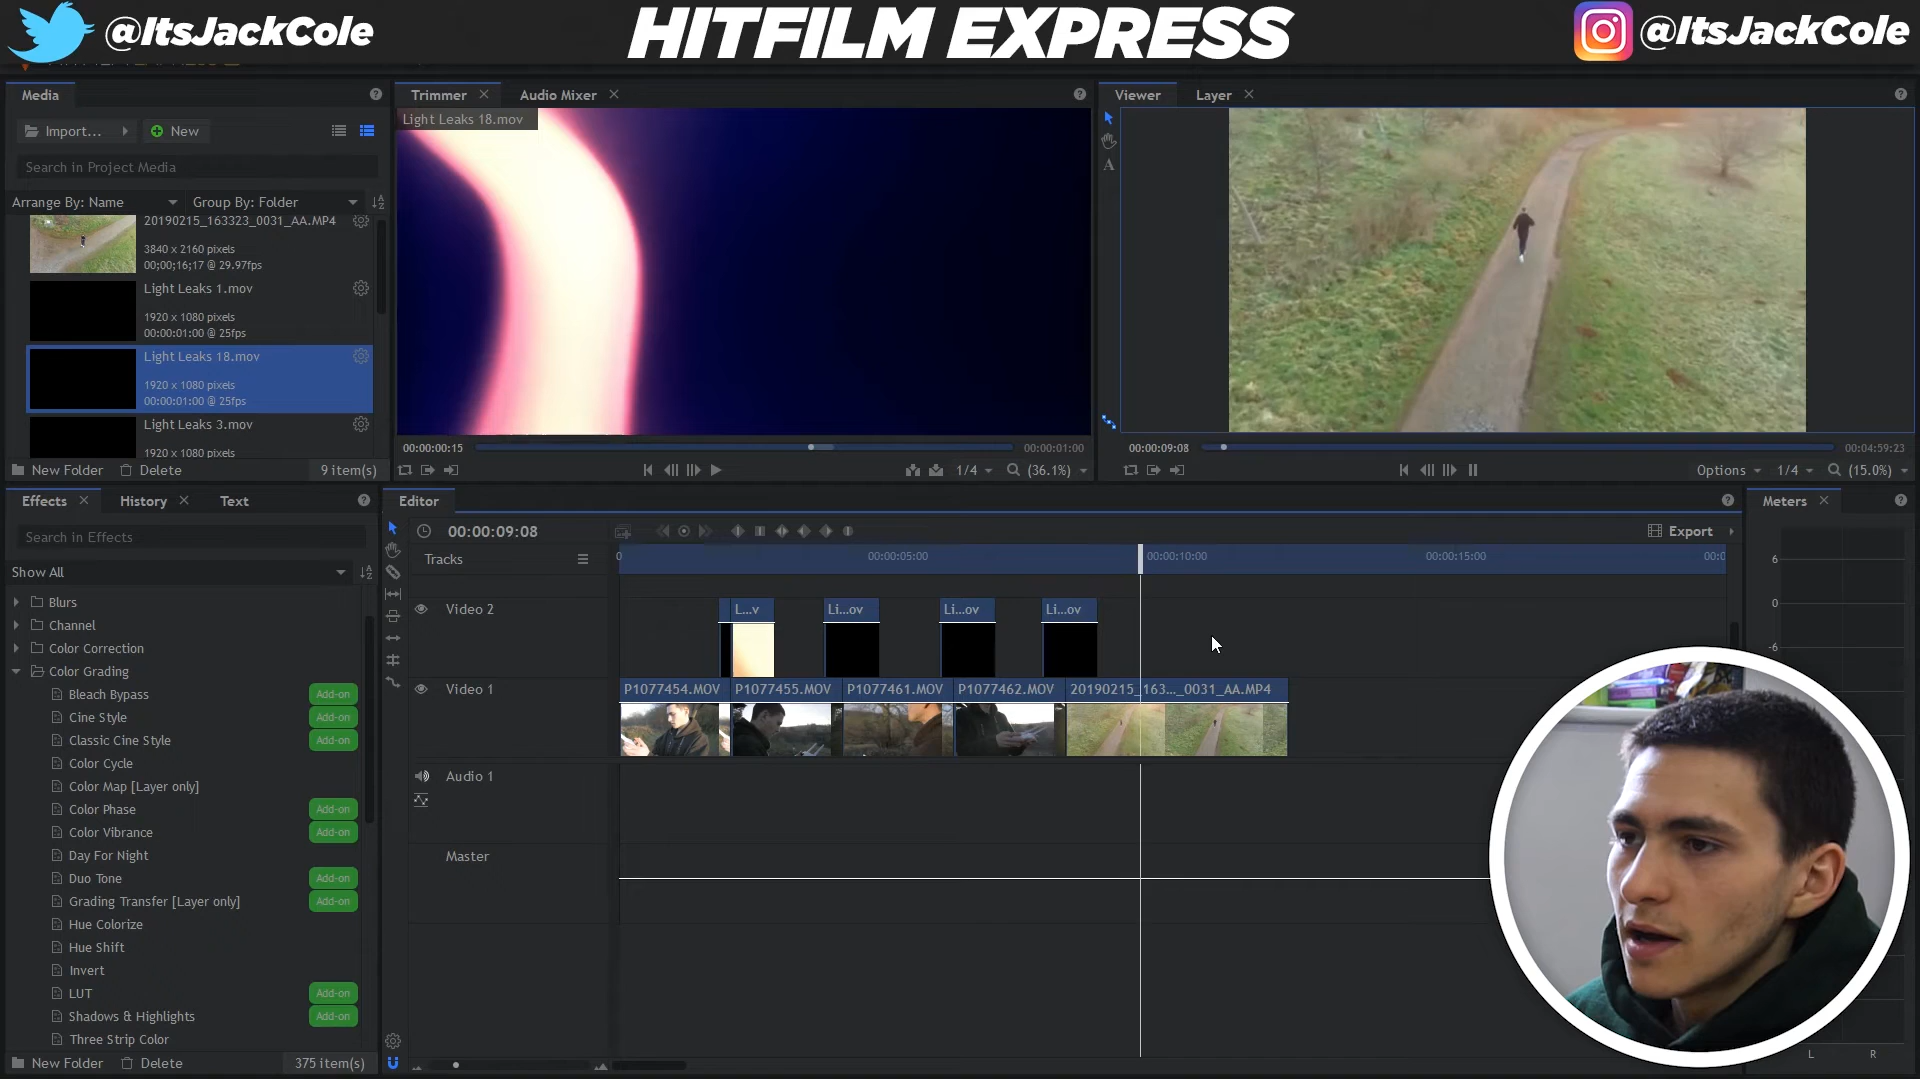 @ItsJackCole
HITFILM EXPRESS
@ItsJackCole
Media
Import...
New
Search in Project Media
Arrange By: Name
Group By: Folder
20190215_163323_0031_AA.MP4
3840 x 2160 pixels
00;00;16;17 @ 29.97fps
Light Leaks 1.mov
1920 x 1080 pixels
00:00:01:00 @ 25fps
Light Leaks 18.mov
1920 x 1080 pixels
00:00:01:00 @ 25fps
Light Leaks 3.mov
1920 x 1080 pixels
New Folder
Delete
9 item(s)
Trimmer
Audio Mixer
Light Leaks 18.mov
00:00:00:15
00:00:01:00
1/4
(36.1%)
Viewer
Layer
A
00:00:09:08
00:04:59:23
Options
1/4
(15.0%)
Effects
History
Text
Search in Effects
Show All
Blurs
Channel
Color Correction
Color Grading
Bleach Bypass
Add-on
Cine Style
Add-on
Classic Cine Style
Add-on
Color Cycle
Color Map [Layer only]
Color Phase
Add-on
Color Vibrance
Add-on
Day For Night
Duo Tone
Add-on
Grading Transfer [Layer only]
Add-on
Hue Colorize
Hue Shift
Invert
LUT
Add-on
Shadows & Highlights
Add-on
Three Strip Color
New Folder
Delete
375 item(s)
Editor
00:00:09:08
Export
Tracks
0
00:00:05:00
00:00:10:00
00:00:15:00
00:0
Video 2
L...v
Li...ov
Li...ov
Li...ov
Video 1
P1077454.MOV
P1077455.MOV
P1077461.MOV
P1077462.MOV
20190215_163..._0031_AA.MP4
Audio 1
Master
Meters
6
0
-6
L
R